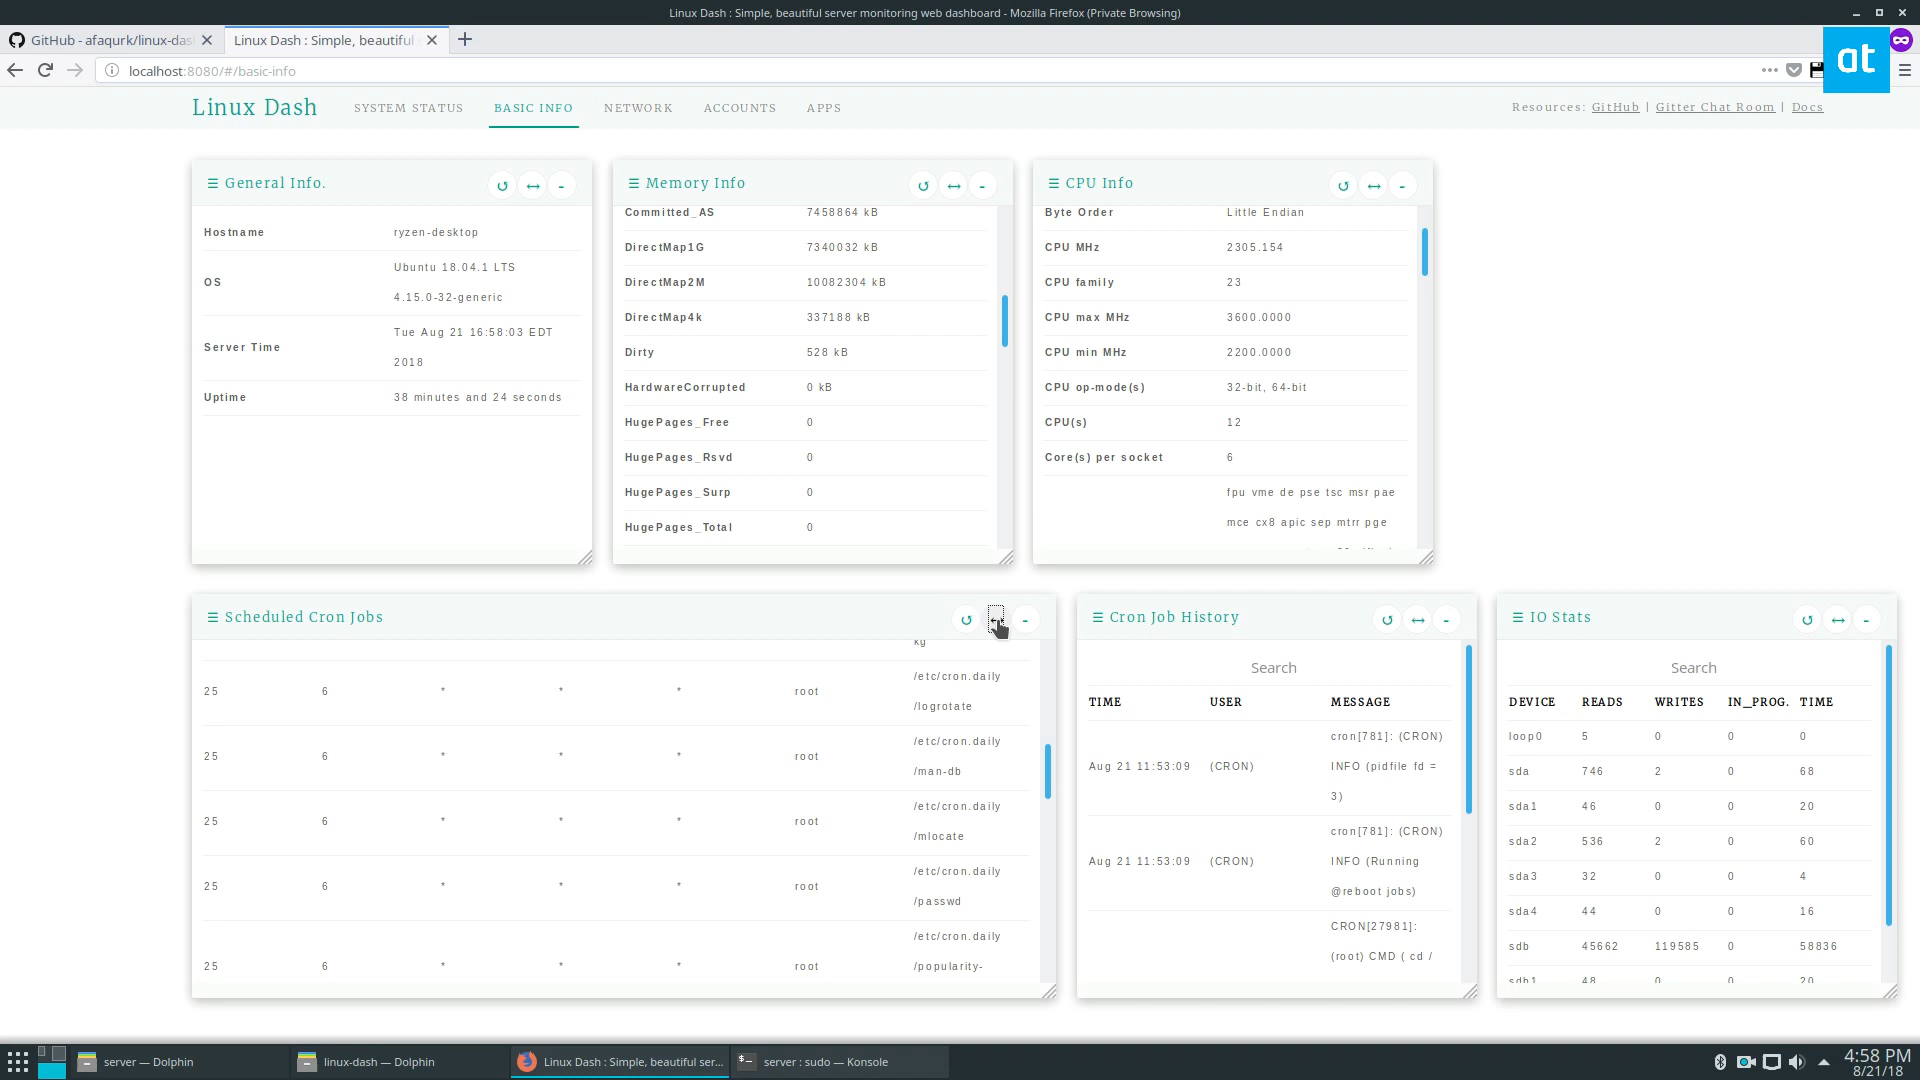 Linux Dash : Simple, beautiful server monitoring web dashboard - Mozilla Firefox (Private Browsing)
GitHub - afaqurk/linux-das
Linux Dash : Simple, beautiful
localhost:8080/#/basic-info
at
Linux Dash
SYSTEM STATUS
BASIC INFO
NETWORK
ACCOUNTS
APPS
Resources: GitHub | Gitter Chat Room | Docs
General Info.
Hostname ryzen-desktop
OS Ubuntu 18.04.1 LTS
4.15.0-32-generic
Server Time Tue Aug 21 16:58:03 EDT
2018
Uptime 38 minutes and 24 seconds
Memory Info
Committed_AS 7458864 kB
DirectMap1G 7340032 kB
DirectMap2M 10082304 kB
DirectMap4k 337188 kB
Dirty 528 kB
HardwareCorrupted 0 kB
HugePages_Free 0
HugePages_Rsvd 0
HugePages_Surp 0
HugePages_Total 0
CPU Info
Byte Order Little Endian
CPU MHz 2305.154
CPU family 23
CPU max MHz 3600.0000
CPU min MHz 2200.0000
CPU op-mode(s) 32-bit, 64-bit
CPU(s) 12
Core(s) per socket 6
fpu vme de pse tsc msr pae
mce cx8 apic sep mtrr pge
Scheduled Cron Jobs
kg
25 6 * * * root /etc/cron.daily
/logrotate
25 6 * * * root /etc/cron.daily
/man-db
25 6 * * * root /etc/cron.daily
/mlocate
25 6 * * * root /etc/cron.daily
/passwd
25 6 * * * root /etc/cron.daily
/popularity-
Cron Job History
Search
TIME USER MESSAGE
Aug 21 11:53:09 (CRON) cron[781]: (CRON)
INFO (pidfile fd =
3)
Aug 21 11:53:09 (CRON) cron[781]: (CRON)
INFO (Running
@reboot jobs)
CRON[27981]:
(root) CMD ( cd /
IO Stats
Search
DEVICE READS WRITES IN_PROG. TIME
loop0 5 0 0 0
sda 746 2 0 68
sda1 46 0 0 20
sda2 536 2 0 60
sda3 32 0 0 4
sda4 44 0 0 16
sdb 45662 119585 0 58836
sdb1 48 0 0 20
server — Dolphin
linux-dash — Dolphin
Linux Dash : Simple, beautiful ser...
server : sudo — Konsole
4:58 PM
8/21/18